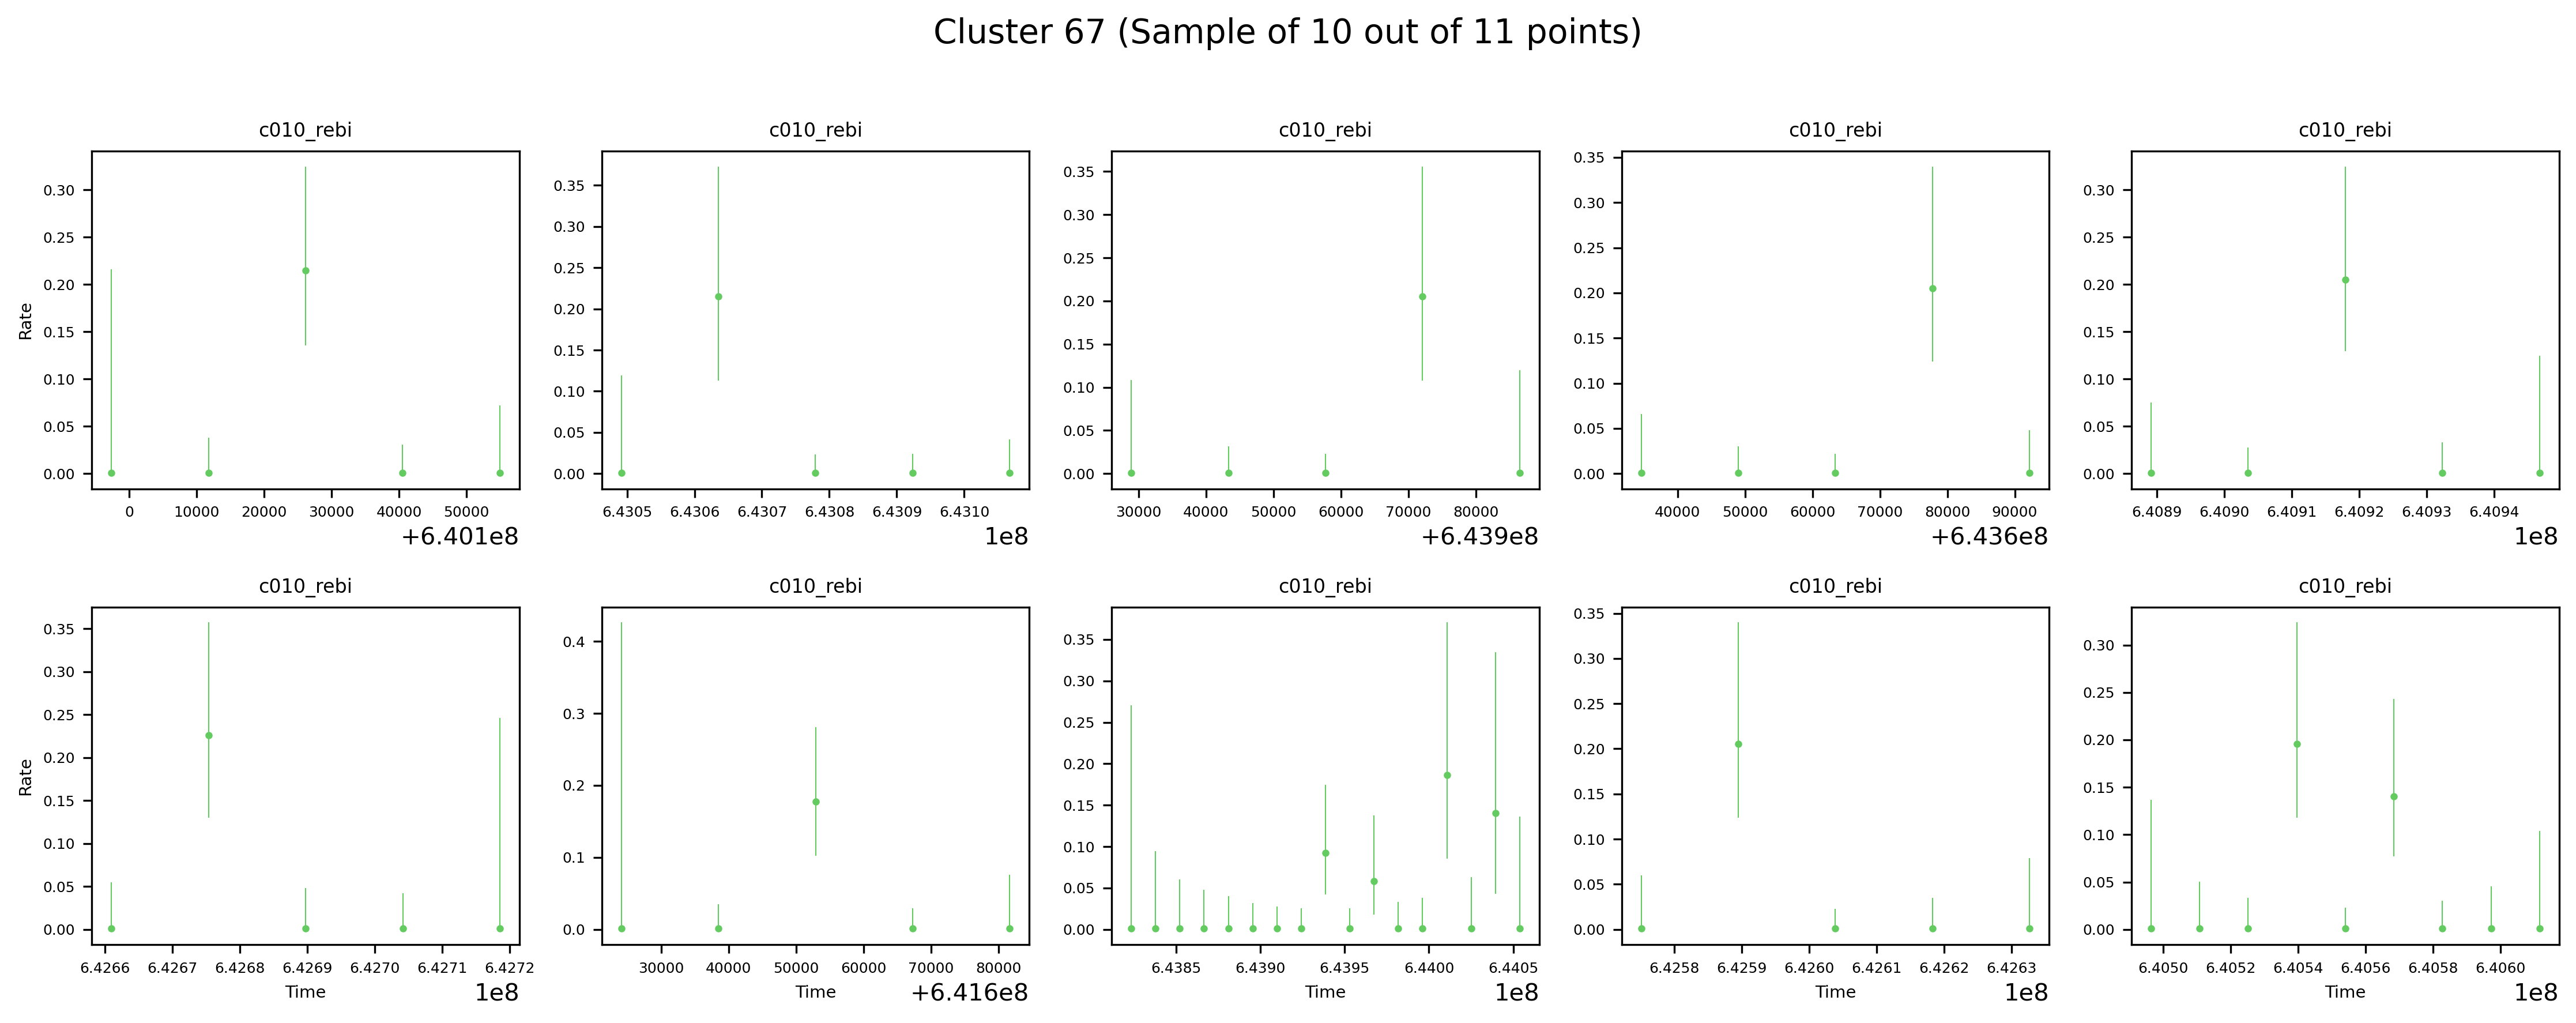 Cluster 67 (Sample of 10 out of 11 points)
c010_rebi c010_rebi c010_rebi c010_rebi c010_rebi
Rate
0.30
0.25
0.20
0.15
0.10
0.05
0.00
0 10000 20000 30000 40000 50000
+6.401e8
0.35
0.30
0.25
0.20
0.15
0.10
0.05
0.00
6.4305 6.4306 6.4307 6.4308 6.4309 6.4310
1e8
0.35
0.30
0.25
0.20
0.15
0.10
0.05
0.00
30000 40000 50000 60000 70000 80000
+6.439e8
0.35
0.30
0.25
0.20
0.15
0.10
0.05
0.00
40000 50000 60000 70000 80000 90000
+6.436e8
0.30
0.25
0.20
0.15
0.10
0.05
0.00
6.4089 6.4090 6.4091 6.4092 6.4093 6.4094
1e8
c010_rebi c010_rebi c010_rebi c010_rebi c010_rebi
Rate
0.35
0.30
0.25
0.20
0.15
0.10
0.05
0.00
6.4266 6.4267 6.4268 6.4269 6.4270 6.4271 6.4272
Time 1e8
0.4
0.3
0.2
0.1
0.0
30000 40000 50000 60000 70000 80000
Time +6.416e8
0.35
0.30
0.25
0.20
0.15
0.10
0.05
0.00
6.4385 6.4390 6.4395 6.4400 6.4405
Time 1e8
0.35
0.30
0.25
0.20
0.15
0.10
0.05
0.00
6.4258 6.4259 6.4260 6.4261 6.4262 6.4263
Time 1e8
0.30
0.25
0.20
0.15
0.10
0.05
0.00
6.4050 6.4052 6.4054 6.4056 6.4058 6.4060
Time 1e8